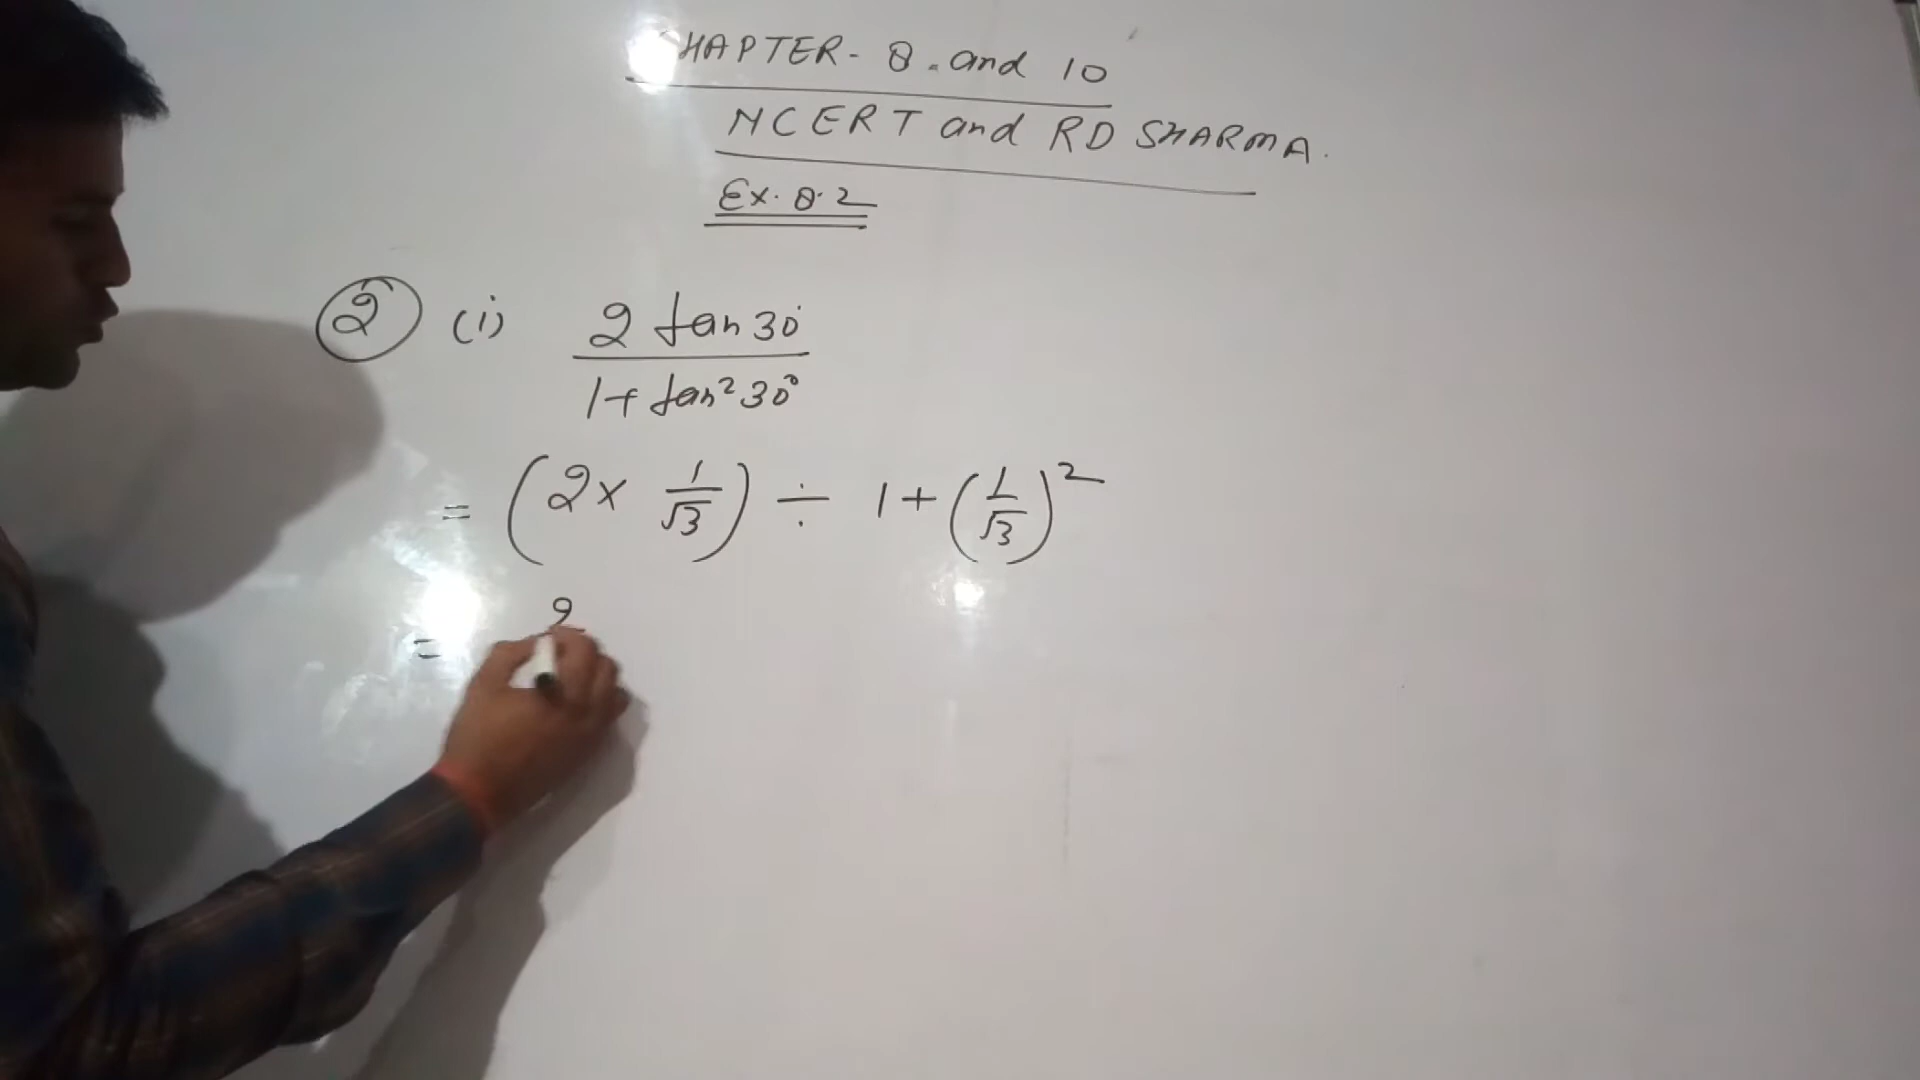 CHAPTER- 8. and 10
NCERT and RD SHARMA.
Ex. 8.2
2 (i) 2 tan 30° / 1+ tan² 30°
= (2× 1/√3) ÷ 1+(1/√3)²
= 2